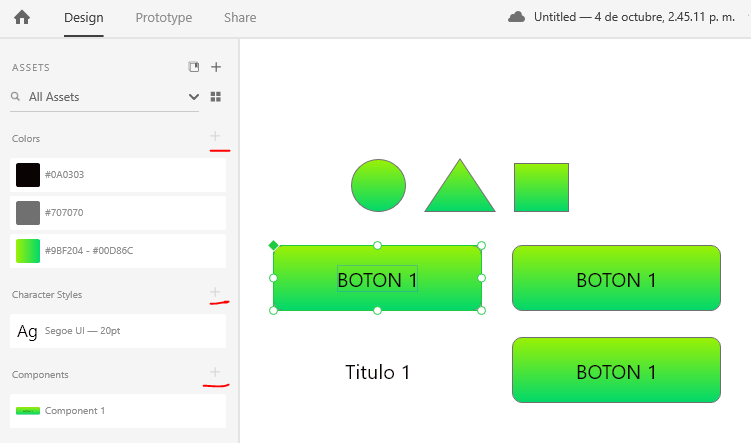 Design Prototype Share Untitled — 4 de octubre, 2.45.11 p. m.
ASSETS
All Assets
Colors
#0A0303
#707070
#9BF204 - #00D86C
Character Styles
Ag Segoe UI — 20pt
Components
Component 1
BOTON 1 BOTON 1
Titulo 1 BOTON 1